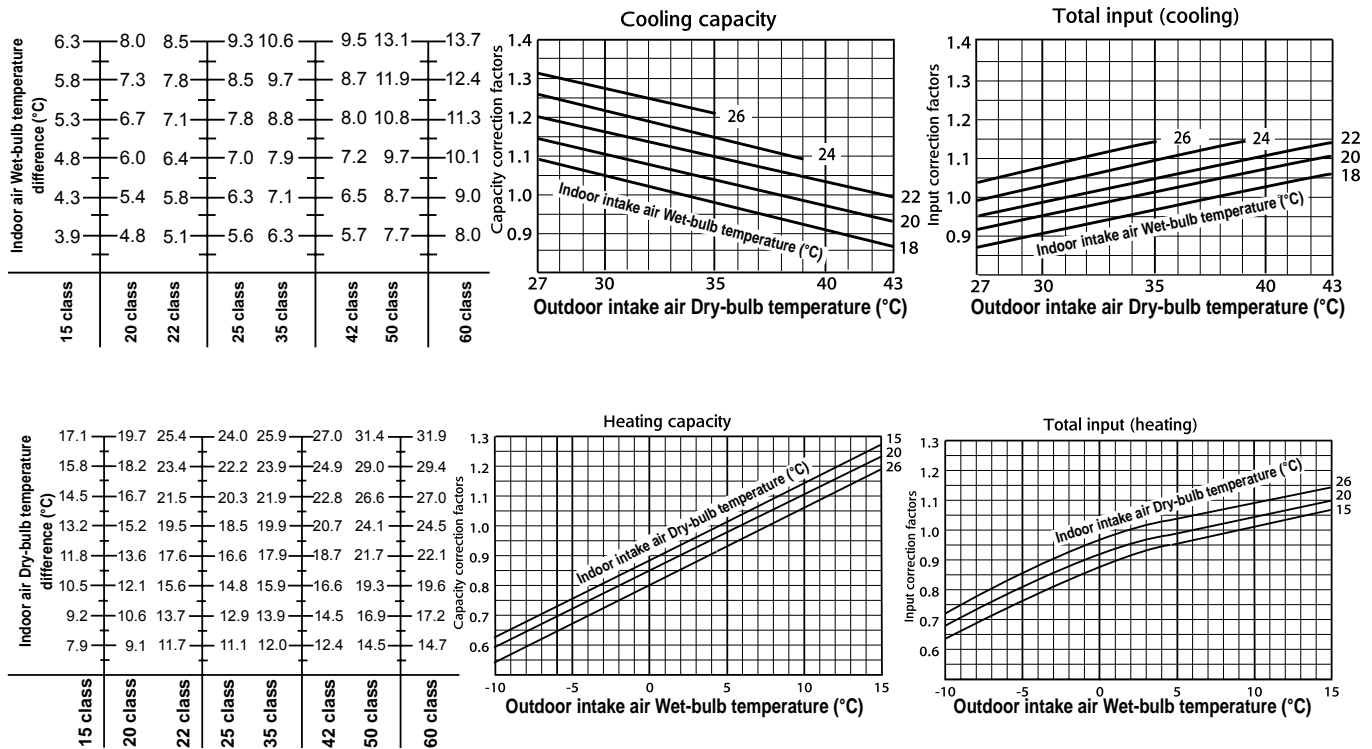 Cooling capacity
Total input (cooling)
Indoor air Wet-bulb temperature
difference (°C)
6.3 8.0 8.5 9.3 10.6 9.5 13.1 13.7
5.8 7.3 7.8 8.5 9.7 8.7 11.9 12.4
5.3 6.7 7.1 7.8 8.8 8.0 10.8 11.3
4.8 6.0 6.4 7.0 7.9 7.2 9.7 10.1
4.3 5.4 5.8 6.3 7.1 6.5 8.7 9.0
3.9 4.8 5.1 5.6 6.3 5.7 7.7 8.0
15 class
20 class
22 class
25 class
35 class
42 class
50 class
60 class
Capacity correction factors
1.4
1.3
1.2
1.1
1.0
0.9
26
24
22
20
18
Indoor intake air Wet-bulb temperature (°C)
27 30 35 40 43
Outdoor intake air Dry-bulb temperature (°C)
Input correction factors
1.4
1.3
1.2
1.1
1.0
0.9
26
24
22
20
18
Indoor intake air Wet-bulb temperature (°C)
27 30 35 40 43
Outdoor intake air Dry-bulb temperature (°C)
Heating capacity
Total input (heating)
Indoor air Dry-bulb temperature
difference (°C)
17.1 19.7 25.4 24.0 25.9 27.0 31.4 31.9
15.8 18.2 23.4 22.2 23.9 24.9 29.0 29.4
14.5 16.7 21.5 20.3 21.9 22.8 26.6 27.0
13.2 15.2 19.5 18.5 19.9 20.7 24.1 24.5
11.8 13.6 17.6 16.6 17.9 18.7 21.7 22.1
10.5 12.1 15.6 14.8 15.9 16.6 19.3 19.6
9.2 10.6 13.7 12.9 13.9 14.5 16.9 17.2
7.9 9.1 11.7 11.1 12.0 12.4 14.5 14.7
15 class
20 class
22 class
25 class
35 class
42 class
50 class
60 class
Capacity correction factors
1.3
1.2
1.1
1.0
0.9
0.8
0.7
0.6
15
20
26
Indoor intake air Dry-bulb temperature (°C)
-10 -5 0 5 10 15
Outdoor intake air Wet-bulb temperature (°C)
Input correction factors
1.3
1.2
1.1
1.0
0.9
0.8
0.7
0.6
26
20
15
Indoor intake air Dry-bulb temperature (°C)
-10 -5 0 5 10 15
Outdoor intake air Wet-bulb temperature (°C)